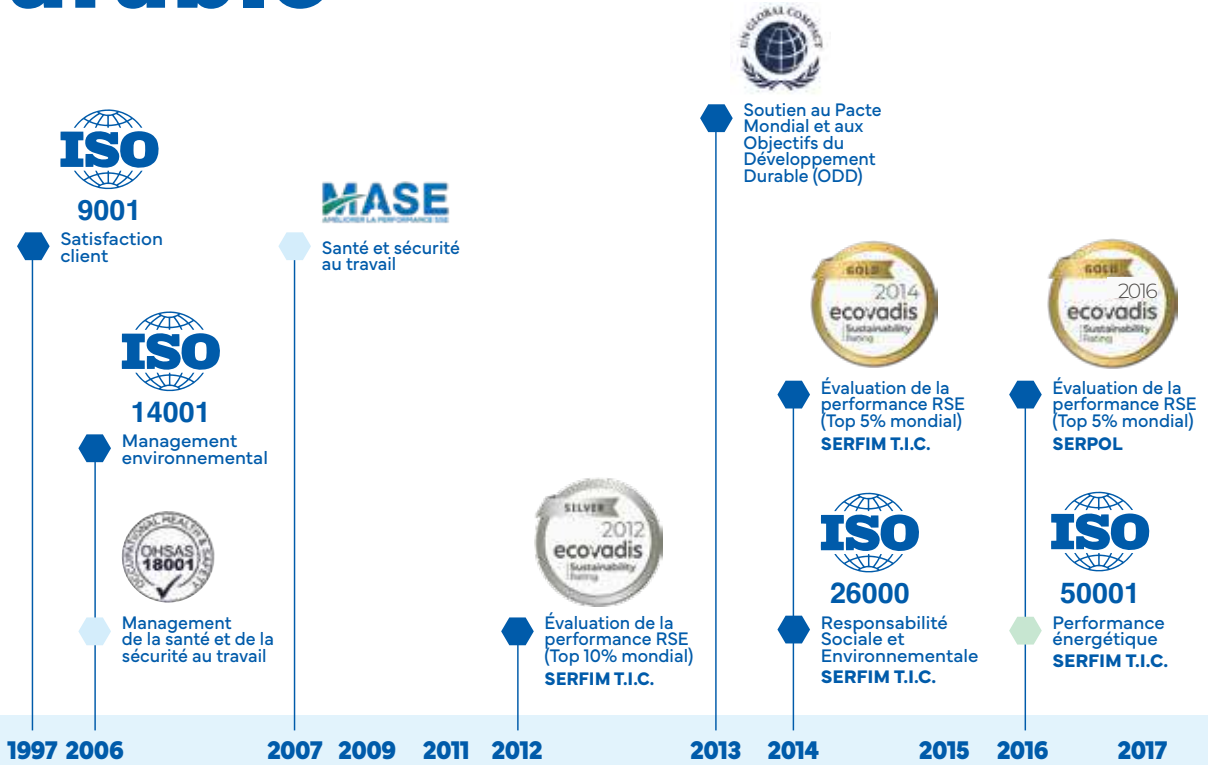 UN GLOBAL COMPACT
Soutien au Pacte
Mondial et aux
Objectifs du
Développement
Durable (ODD)
ISO
9001
Satisfaction
client
MASE
AMÉLIORER LA PERFORMANCE SSE
Santé et sécurité
au travail
ISO
14001
Management
environnemental
OCCUPATIONAL HEALTH & SAFETY
OHSAS
18001
Management
de la santé et de la
sécurité au travail
SILVER
2012
ecovadis
Sustainability
Rating
Évaluation de la
performance RSE
(Top 10% mondial)
SERFIM T.I.C.
GOLD
2014
ecovadis
Sustainability
Rating
Évaluation de la
performance RSE
(Top 5% mondial)
SERFIM T.I.C.
ISO
26000
Responsabilité
Sociale et
Environnementale
SERFIM T.I.C.
GOLD
2016
ecovadis
Sustainability
Rating
Évaluation de la
performance RSE
(Top 5% mondial)
SERPOL
ISO
50001
Performance
énergétique
SERFIM T.I.C.
1997 2006 2007 2009 2011 2012 2013 2014 2015 2016 2017